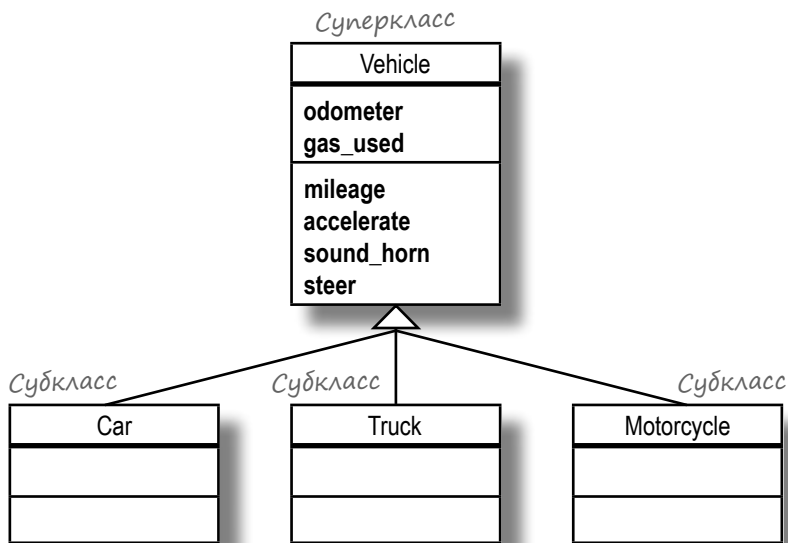 Суперкласс
Vehicle
odometer
gas_used
mileage
accelerate
sound_horn
steer
Субкласс
Субкласс
Субкласс
Car
Truck
Motorcycle